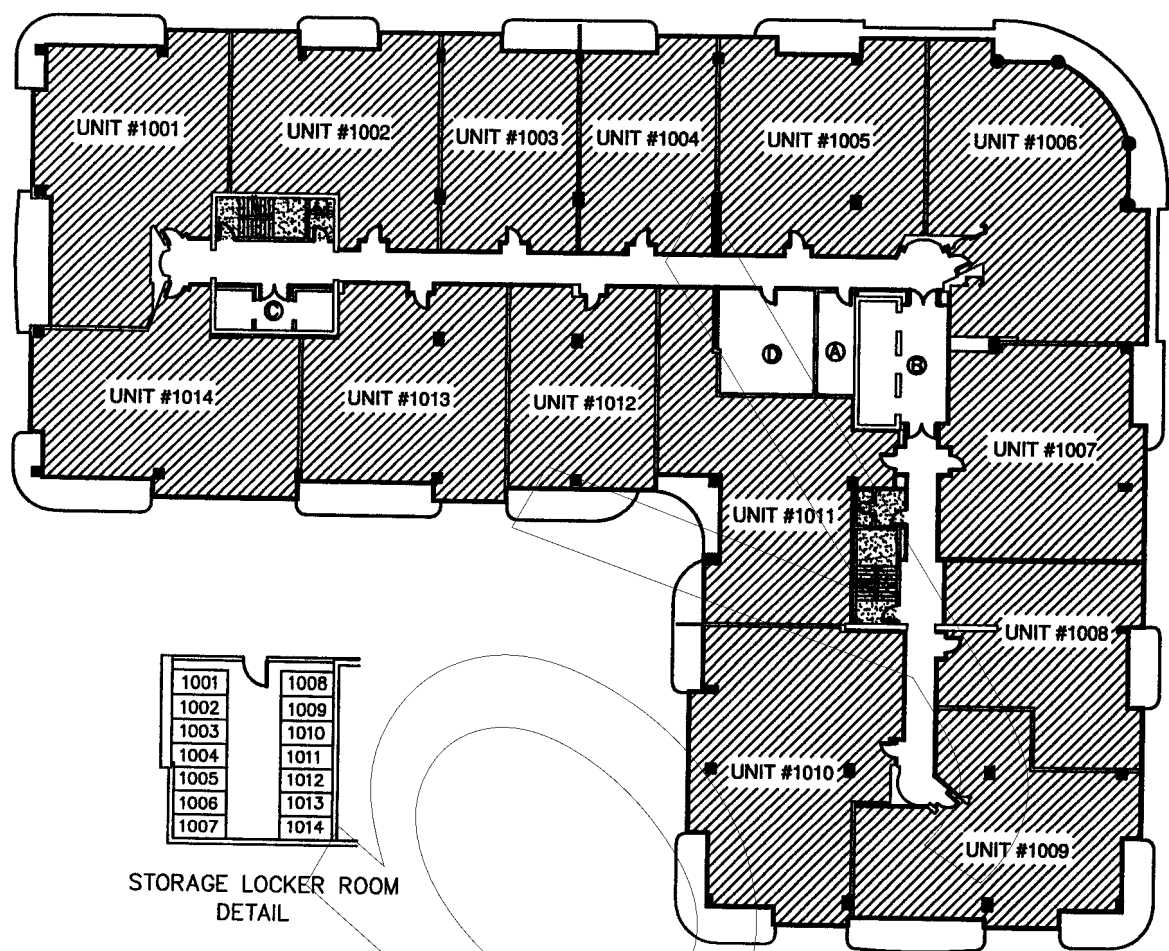 UNIT #1001
UNIT #1002
UNIT #1003
UNIT #1004
UNIT #1005
UNIT #1006
C
D
A
B
UNIT #1014
UNIT #1013
UNIT #1012
UNIT #1007
UNIT #1011
UNIT #1008
UNIT #1010
UNIT #1009
1001 1008
1002 1009
1003 1010
1004 1011
1005 1012
1006 1013
1007 1014
STORAGE LOCKER ROOM
DETAIL